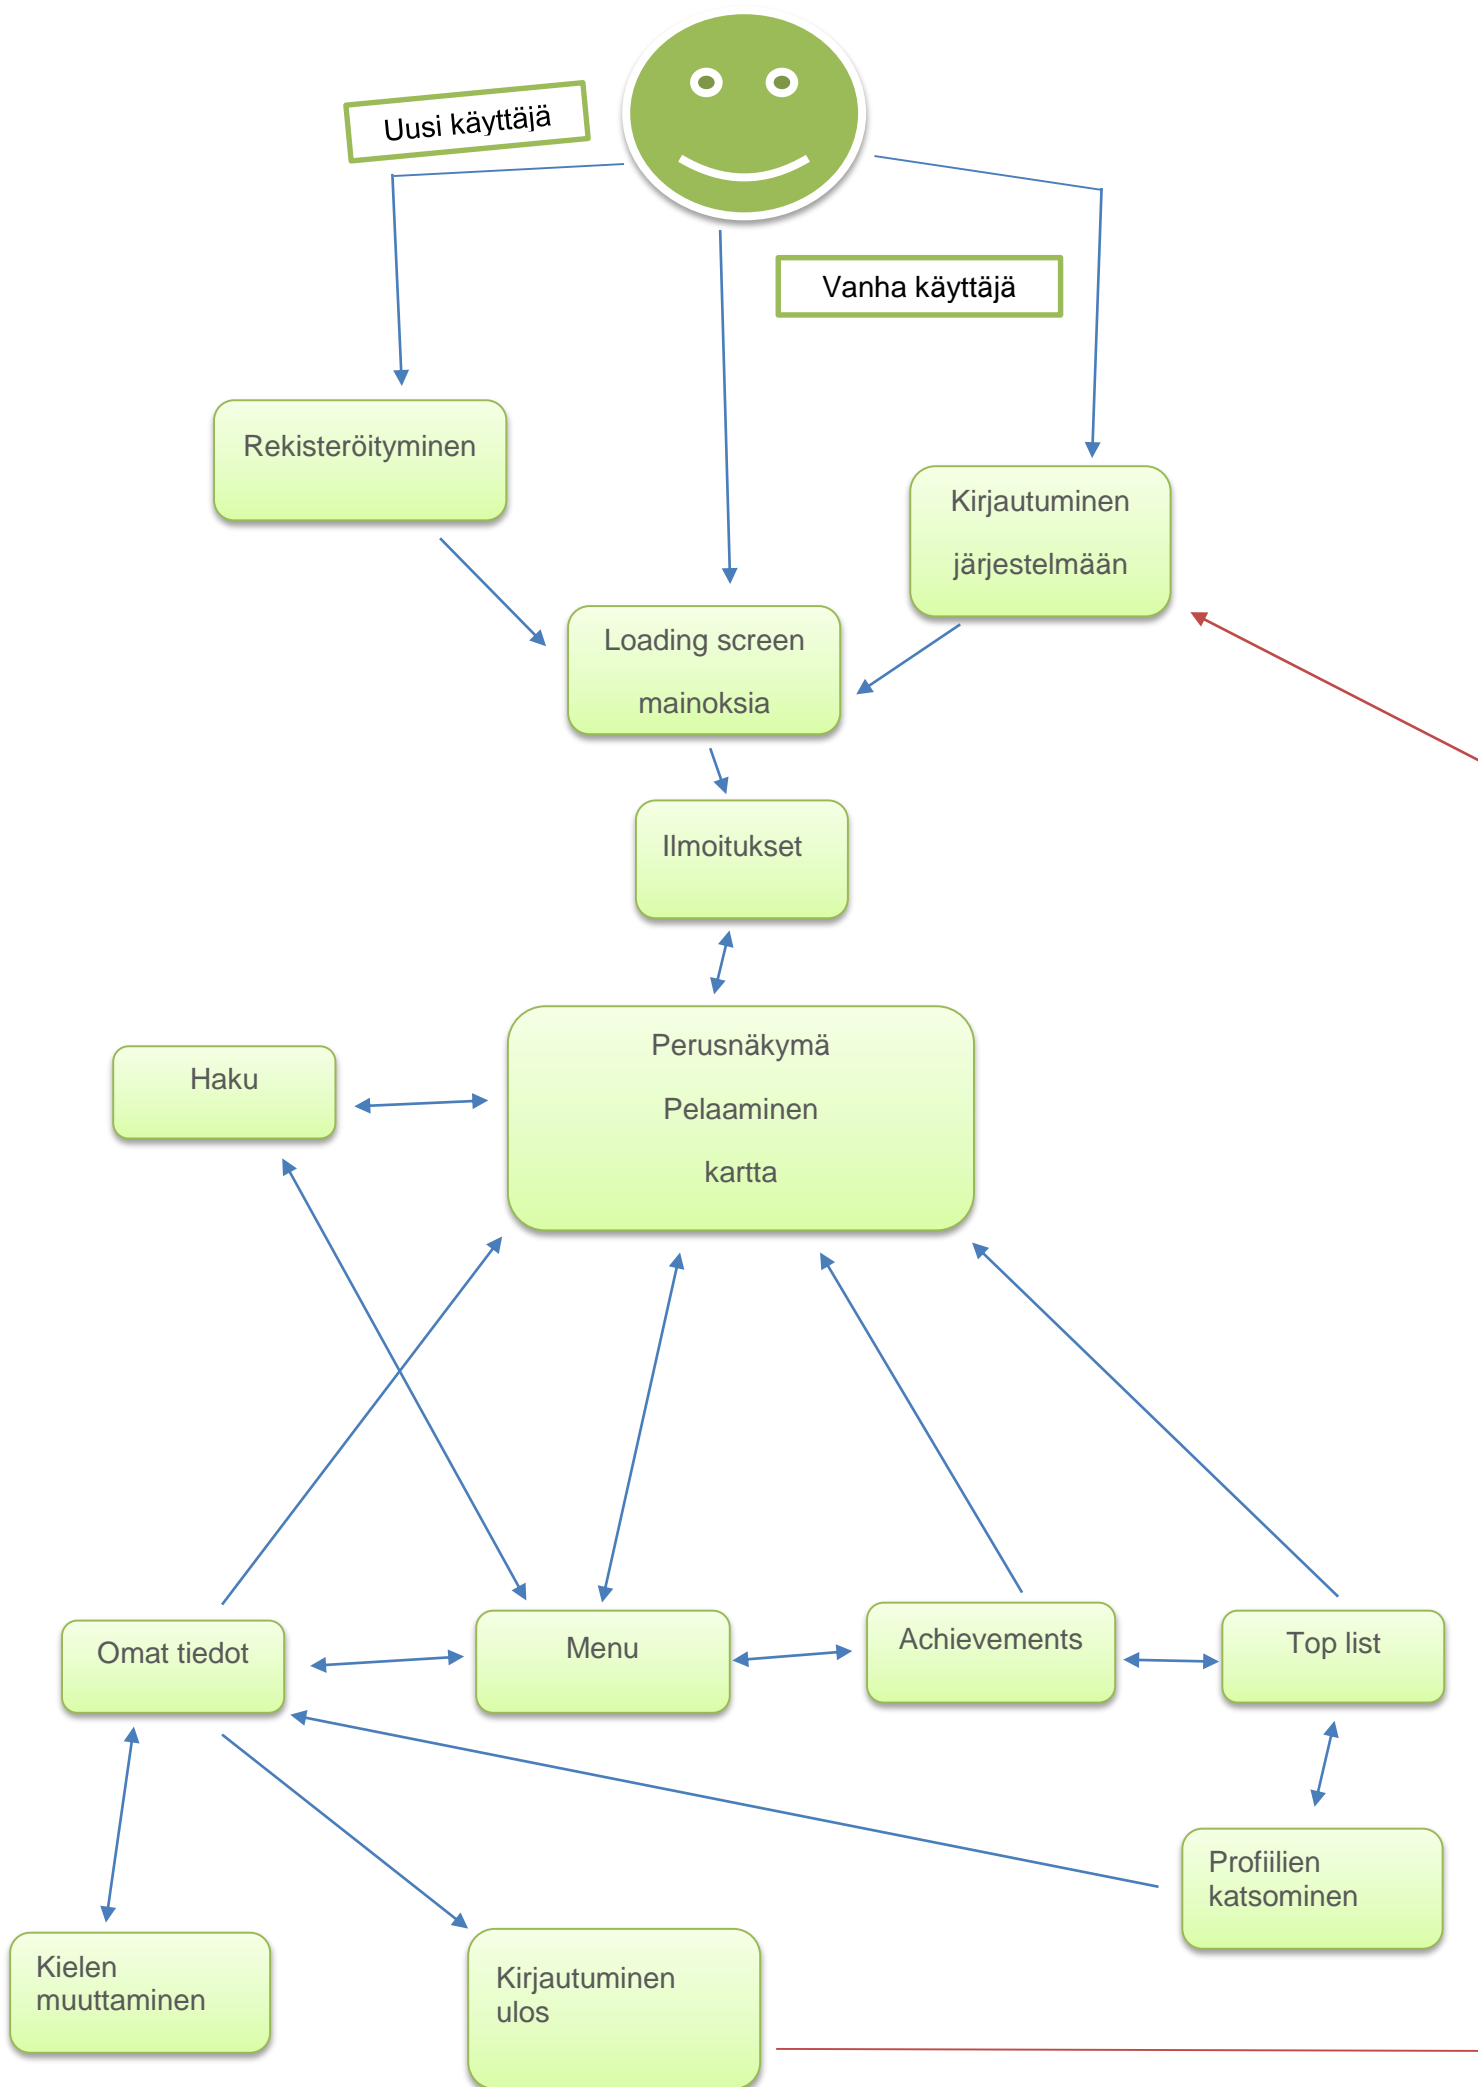 Uusi käyttäjä
Vanha käyttäjä
Rekisteröityminen
Kirjautuminen
järjestelmään
Loading screen
mainoksia
Ilmoitukset
Perusnäkymä
Pelaaminen
kartta
Haku
Omat tiedot
Menu
Achievements
Top list
Profiilien
katsominen
Kielen
muuttaminen
Kirjautuminen
ulos